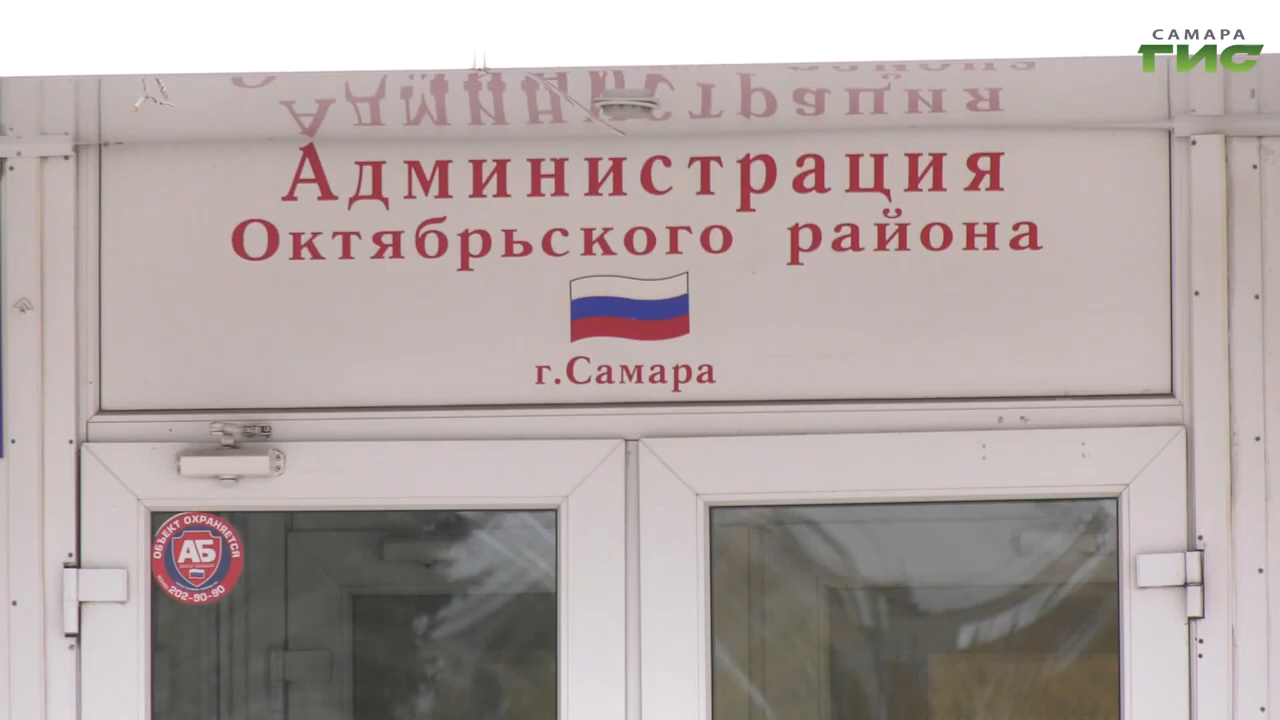 САМАРА
ГИС
Администрация
Октябрьского района
г.Самара
ОБЪЕКТ ОХРАНЯЕТСЯ
АБ
202-90-90